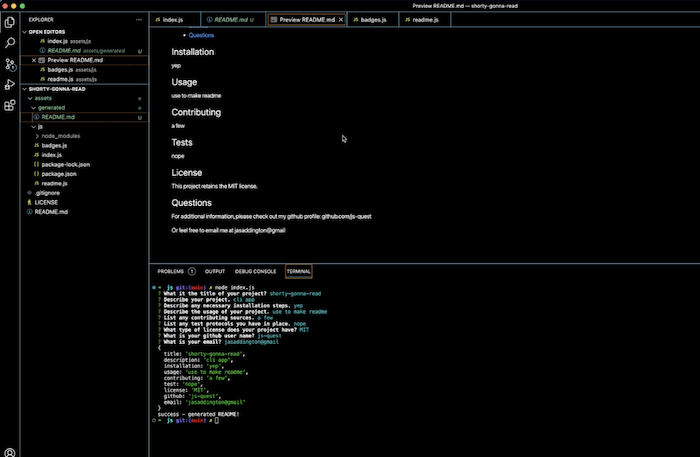 Preview README.md — shorty-gonna-read
EXPLORER
OPEN EDITORS
index.js assets/js
README.md assets/generated U
Preview README.md
badges.js assets/js
readme.js assets/js
SHORTY-GONNA-READ
assets
generated
README.md U
js
node_modules
badges.js
index.js
package-lock.json
package.json
readme.js
.gitignore
LICENSE
README.md
index.js
README.md U
Preview README.md
badges.js
readme.js
Questions
Installation
yep
Usage
use to make readme
Contributing
a few
Tests
nope
License
This project retains the MIT license.
Questions
For additional information,please check out my github profile: github.com/js-quest
Or feel free to email me at jasaddington@gmail
PROBLEMS 1 OUTPUT DEBUG CONSOLE TERMINAL
→ js git:(main) ✗ node index.js
? What it the title of your project? shorty-gonna-read
? Describe your project. cli app
? Describe any necessary installation steps. yep
? Describe the usage of your project. use to make readme
? List any contributing sources. a few
? List any test protocols you have in place. nope
? What type of license does your project have? MIT
? What is your github user name? js-quest
? What is your email? jasaddington@gmail
{
title: 'shorty-gonna-read',
description: 'cli app',
installation: 'yep',
usage: 'use to make readme',
contributing: 'a few',
test: 'nope',
license: 'MIT',
github: 'js-quest',
email: 'jasaddington@gmail'
}
success - generated README!
→ js git:(main) ✗